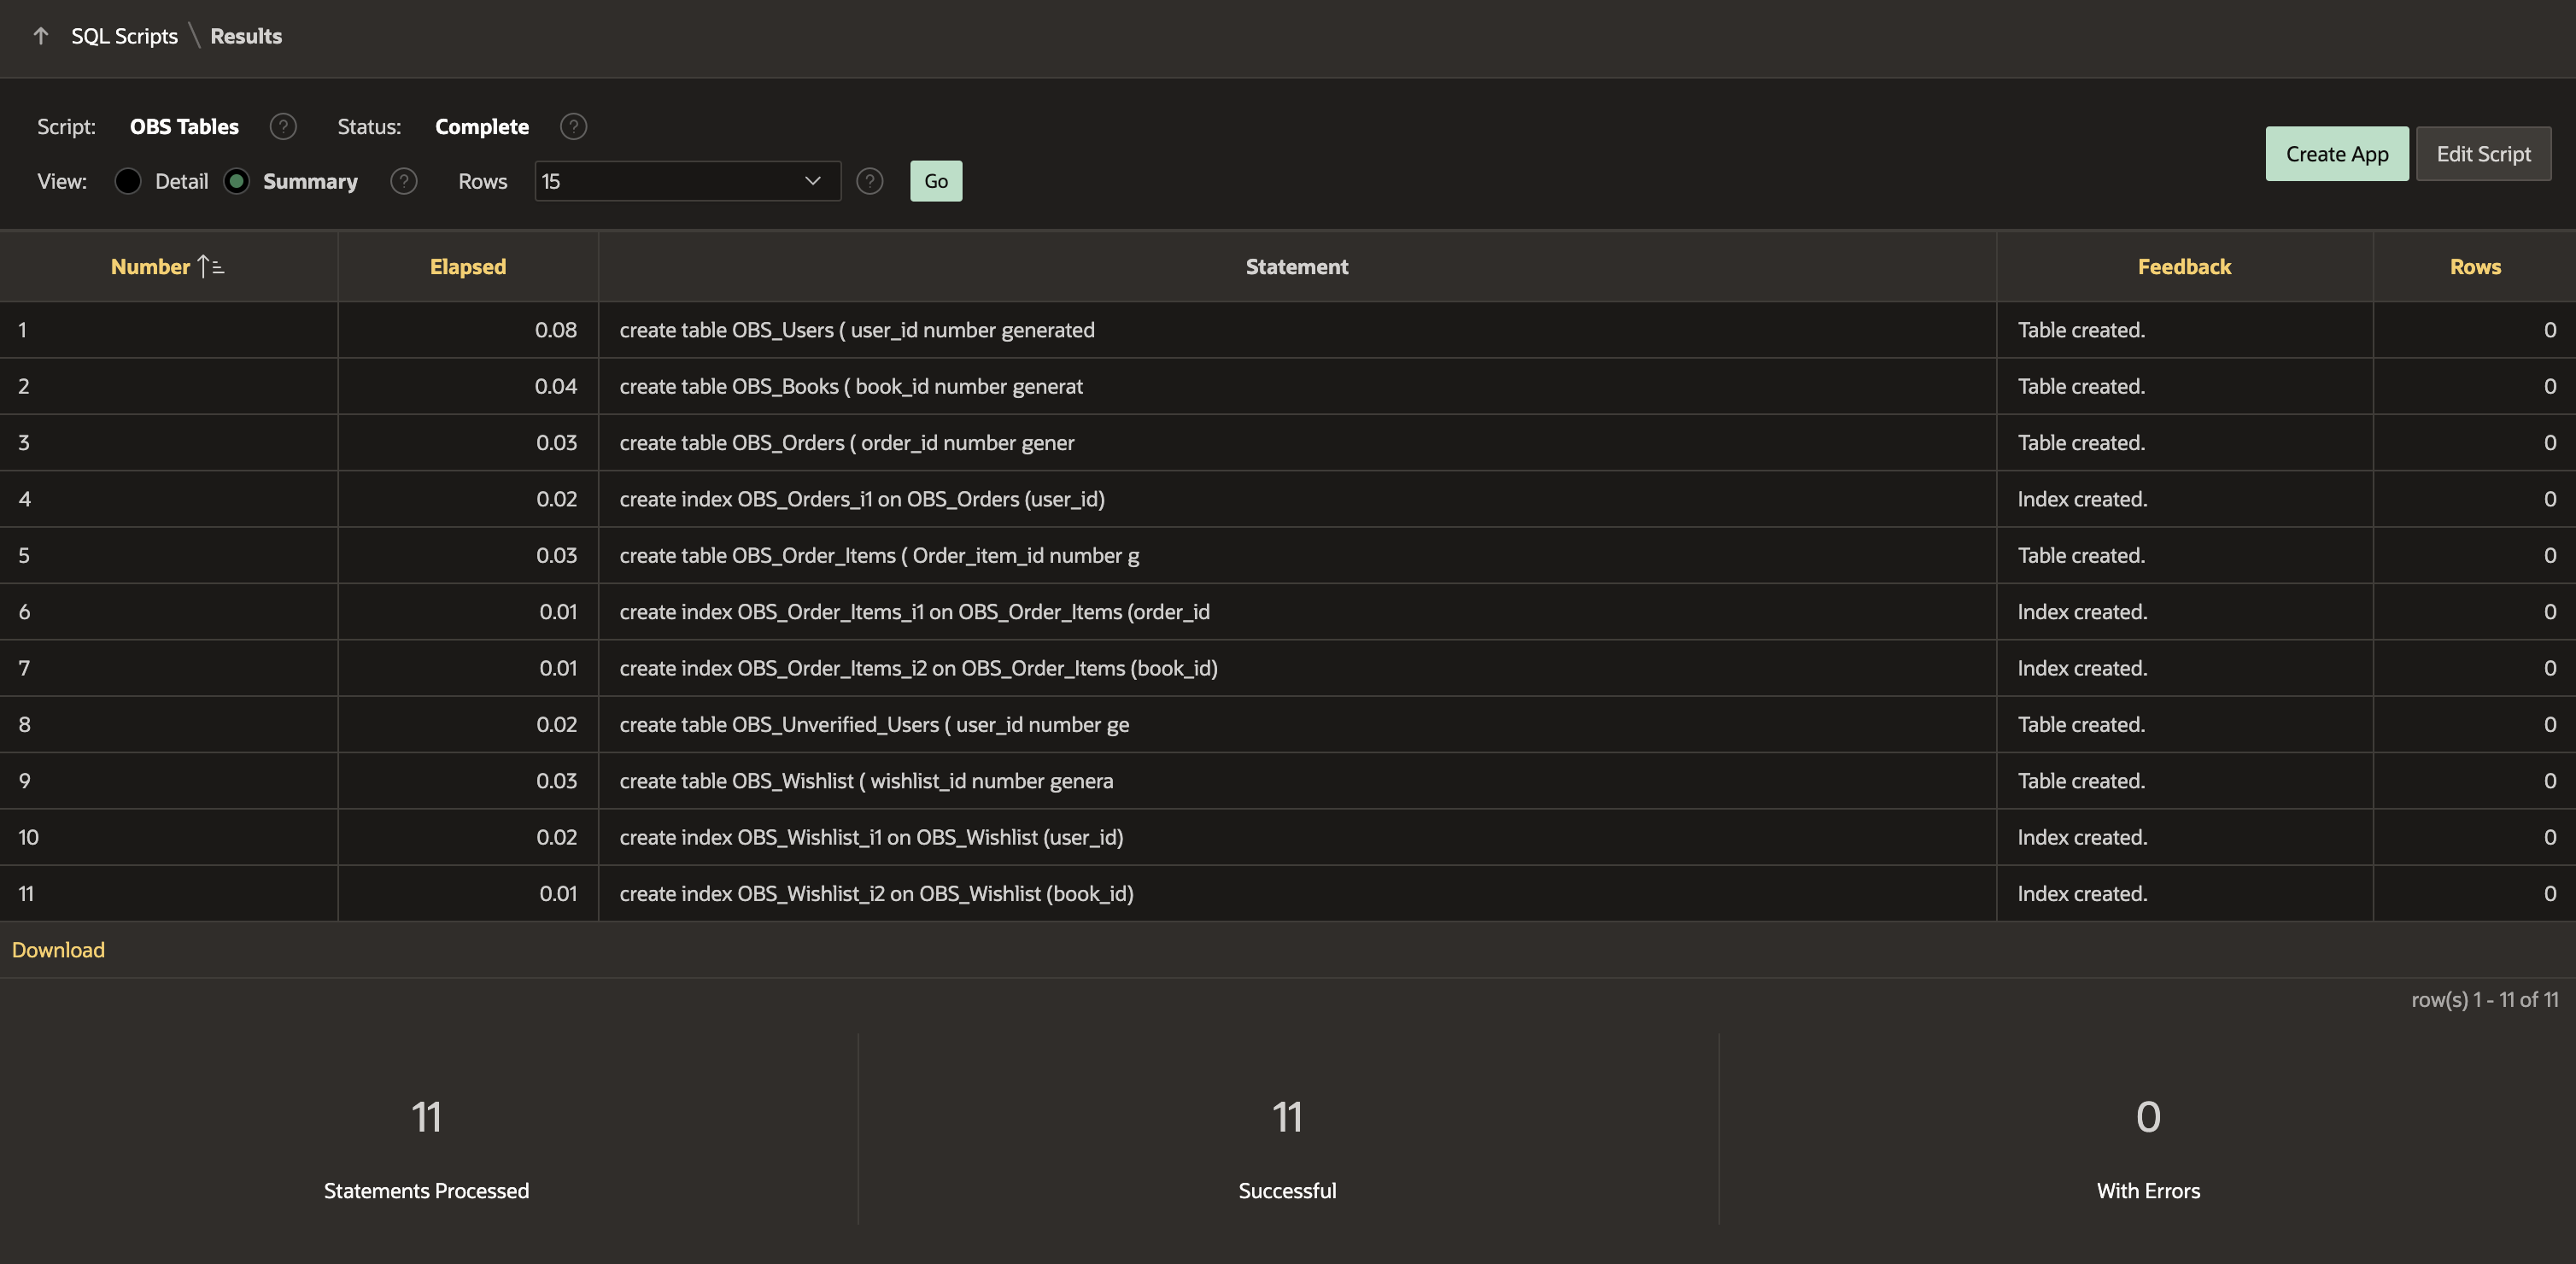 SQL Scripts \ Results
Script: OBS Tables ? Status: Complete ?
Create App Edit Script
View: Detail Summary ? Rows 15 ? Go
Number Elapsed Statement Feedback Rows
1 0.08 create table OBS_Users ( user_id number generated Table created. 0
2 0.04 create table OBS_Books ( book_id number generat Table created. 0
3 0.03 create table OBS_Orders ( order_id number gener Table created. 0
4 0.02 create index OBS_Orders_i1 on OBS_Orders (user_id) Index created. 0
5 0.03 create table OBS_Order_Items ( Order_item_id number g Table created. 0
6 0.01 create index OBS_Order_Items_i1 on OBS_Order_Items (order_id Index created. 0
7 0.01 create index OBS_Order_Items_i2 on OBS_Order_Items (book_id) Index created. 0
8 0.02 create table OBS_Unverified_Users ( user_id number ge Table created. 0
9 0.03 create table OBS_Wishlist ( wishlist_id number genera Table created. 0
10 0.02 create index OBS_Wishlist_i1 on OBS_Wishlist (user_id) Index created. 0
11 0.01 create index OBS_Wishlist_i2 on OBS_Wishlist (book_id) Index created. 0
Download
row(s) 1 - 11 of 11
11 11 0
Statements Processed Successful With Errors